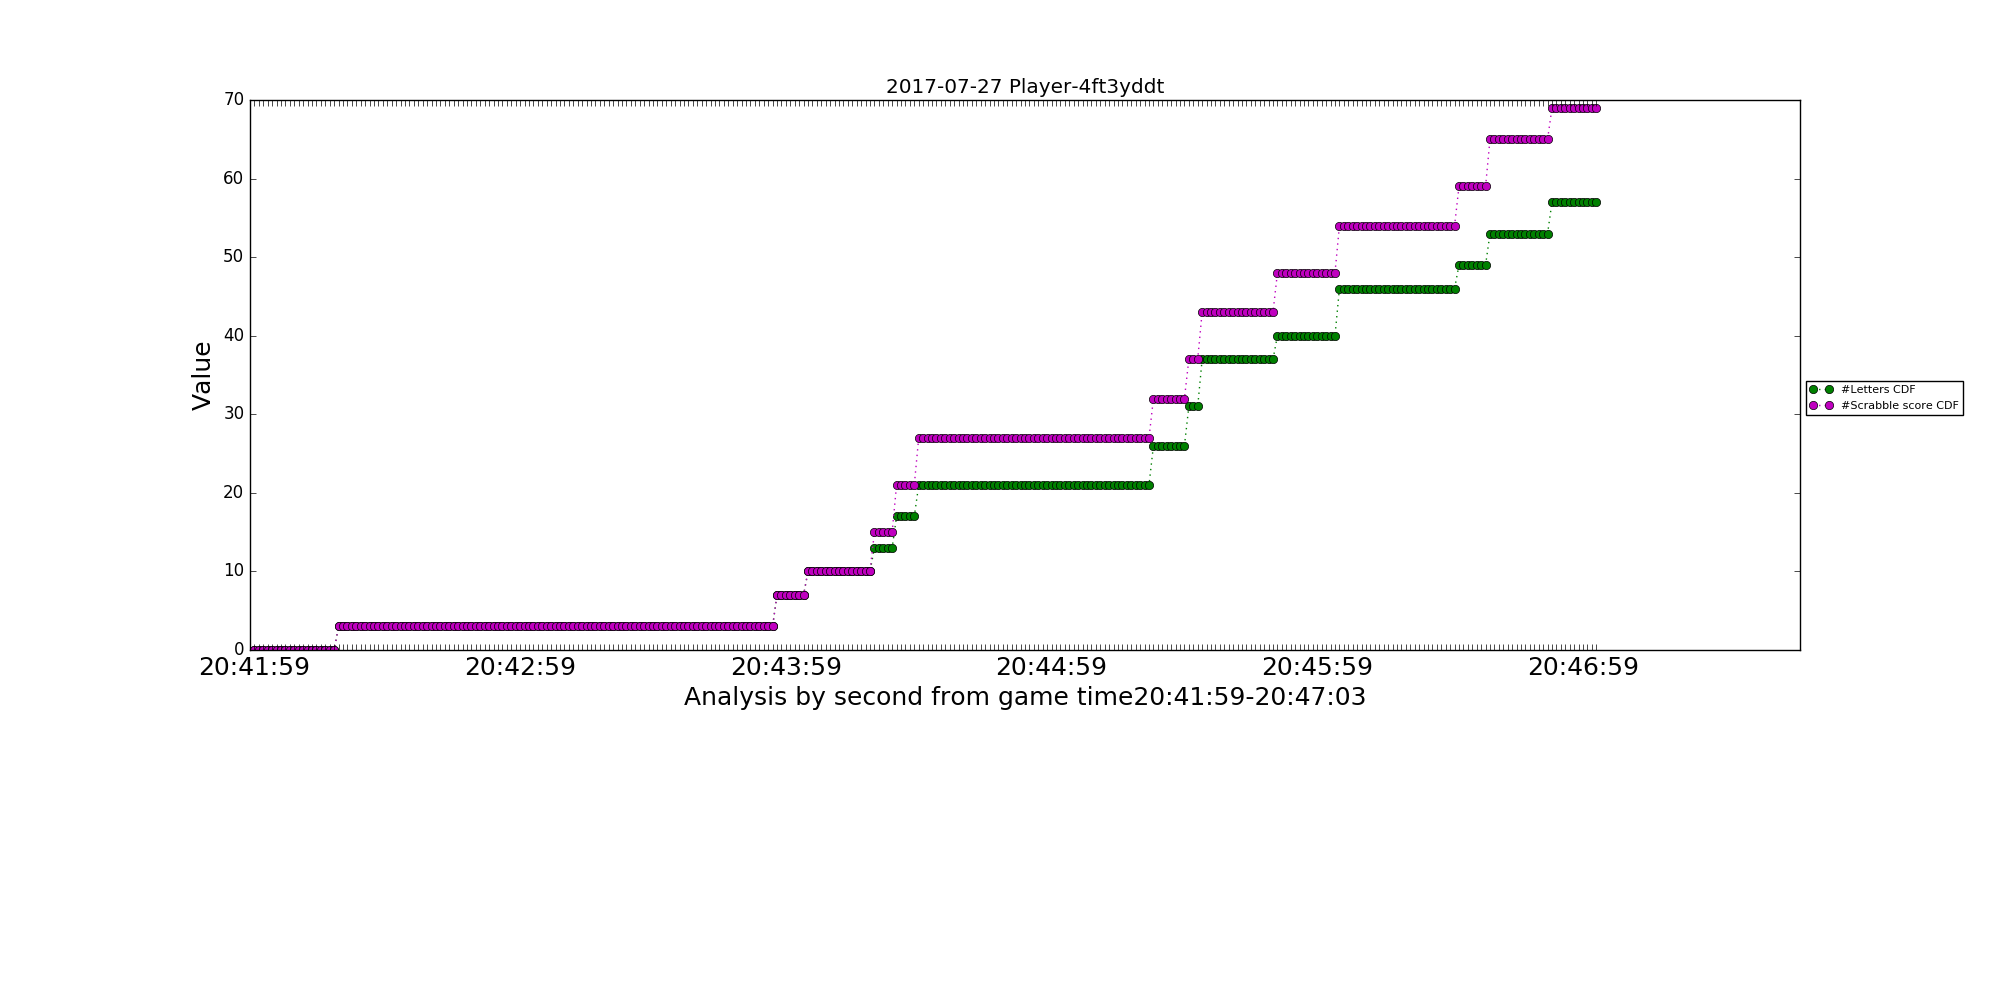 2017-07-27 Player-4ft3yddt
70
60
50
40
30
20
10
0
Value
#Letters CDF
#Scrabble score CDF
20:41:59 20:42:59 20:43:59 20:44:59 20:45:59 20:46:59
Analysis by second from game time20:41:59-20:47:03